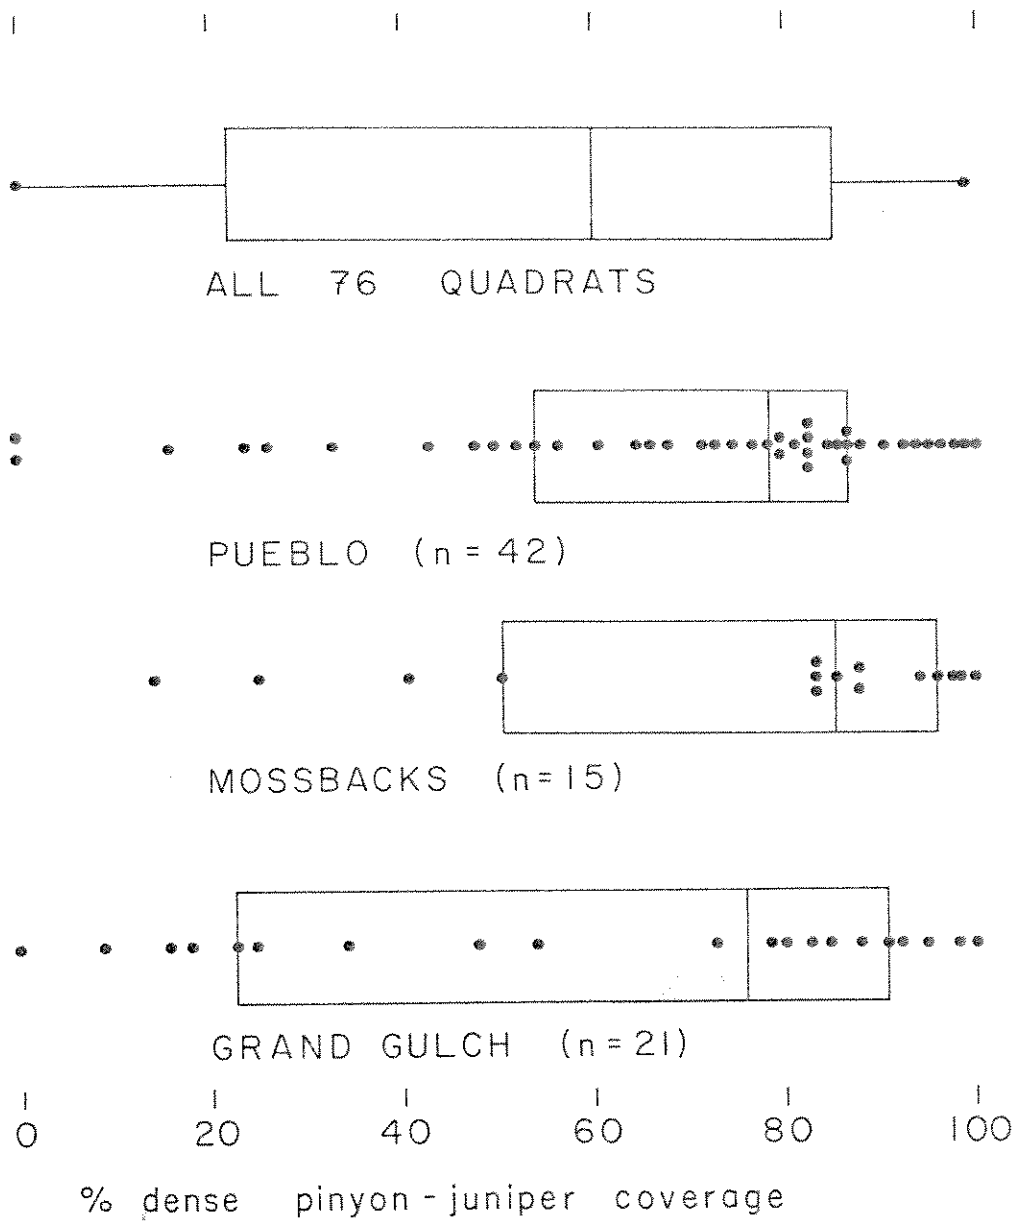 ALL 76 QUADRATS
PUEBLO (n = 42)
MOSSBACKS (n=15)
GRAND GULCH (n = 21)
0 20 40 60 80 100
% dense pinyon-juniper coverage